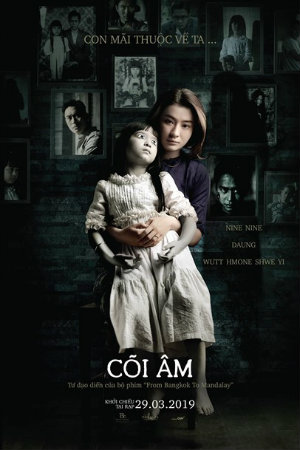 CON MÃI THUỘC VỀ TA ...
NINE NINE
DAUNG
WUTT HMONE SHWE YI
CÕI ÂM
Từ đạo diễn của bộ phim "From Bangkok To Mandalay"
KHỞI CHIẾU
TẠI RẠP 29.03.2019